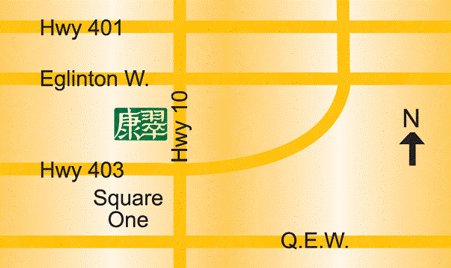 Hwy 401
Eglinton W.
Hwy 10
康翠
N
Hwy 403
Square
One
Q.E.W.